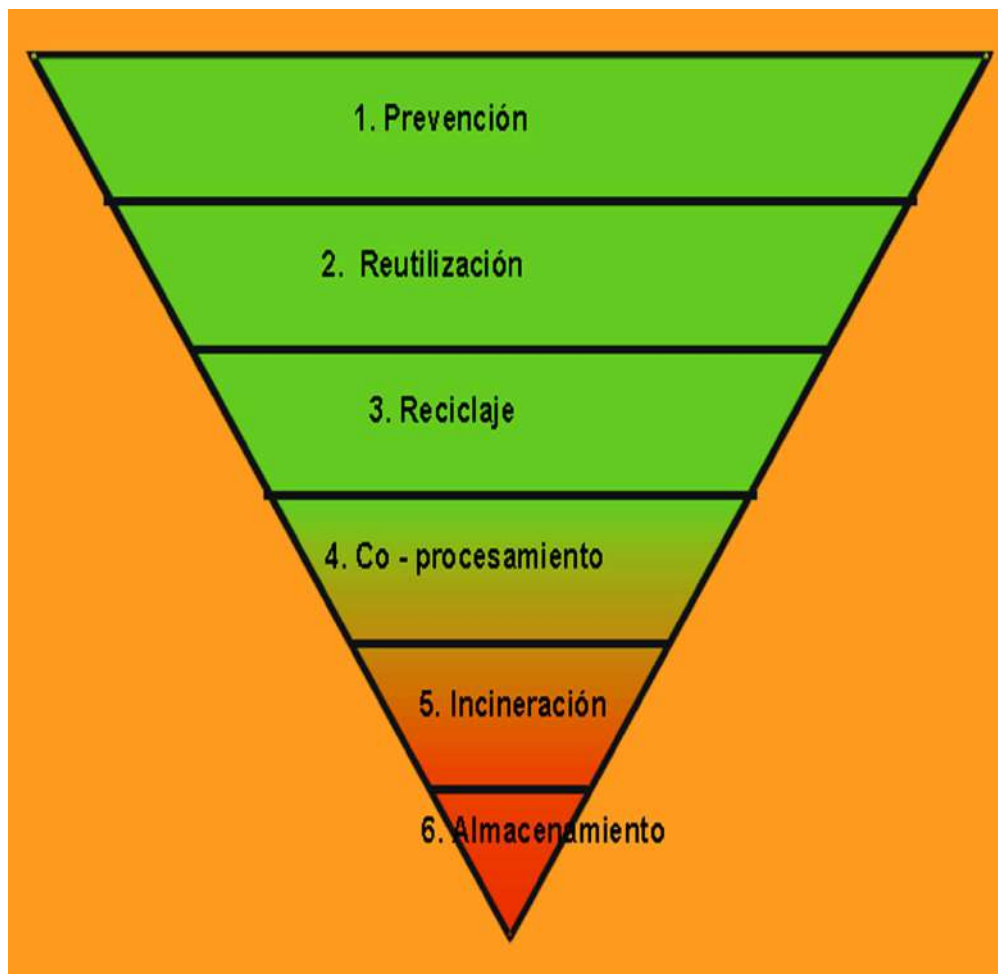 1. Prevención
2. Reutilización
3. Reciclaje
4. Co - procesamiento
5. Incineración
6. Almacenamiento